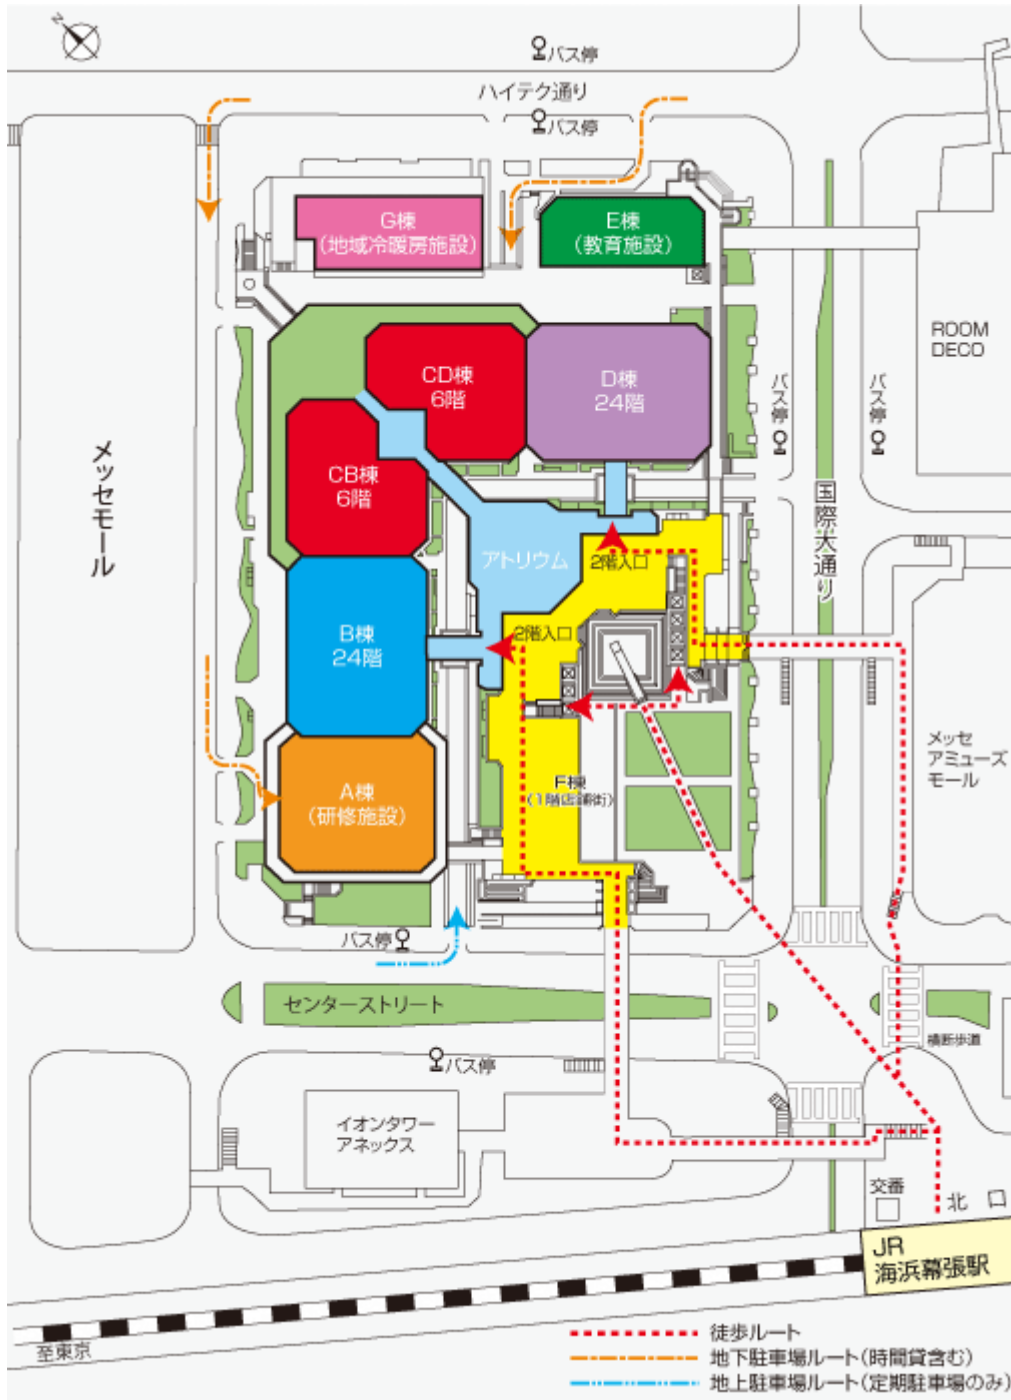 N
バス停
ハイテク通り
バス停
G棟
(地域冷暖房施設)
E棟
(教育施設)
ROOM
DECO
CD棟
6階
D棟
24階
バス停
バス停
メッセモール
CB棟
6階
国際大通り
アトリウム
2階入口
B棟
24階
2階入口
メッセ
アミューズ
モール
F棟
(1階店舗街)
A棟
(研修施設)
バス停
センターストリート
横断歩道
バス停
イオンタワー
アネックス
交番
北口
JR
海浜幕張駅
至東京
徒歩ルート
地下駐車場ルート(時間貸含む)
地上駐車場ルート(定期駐車場のみ)